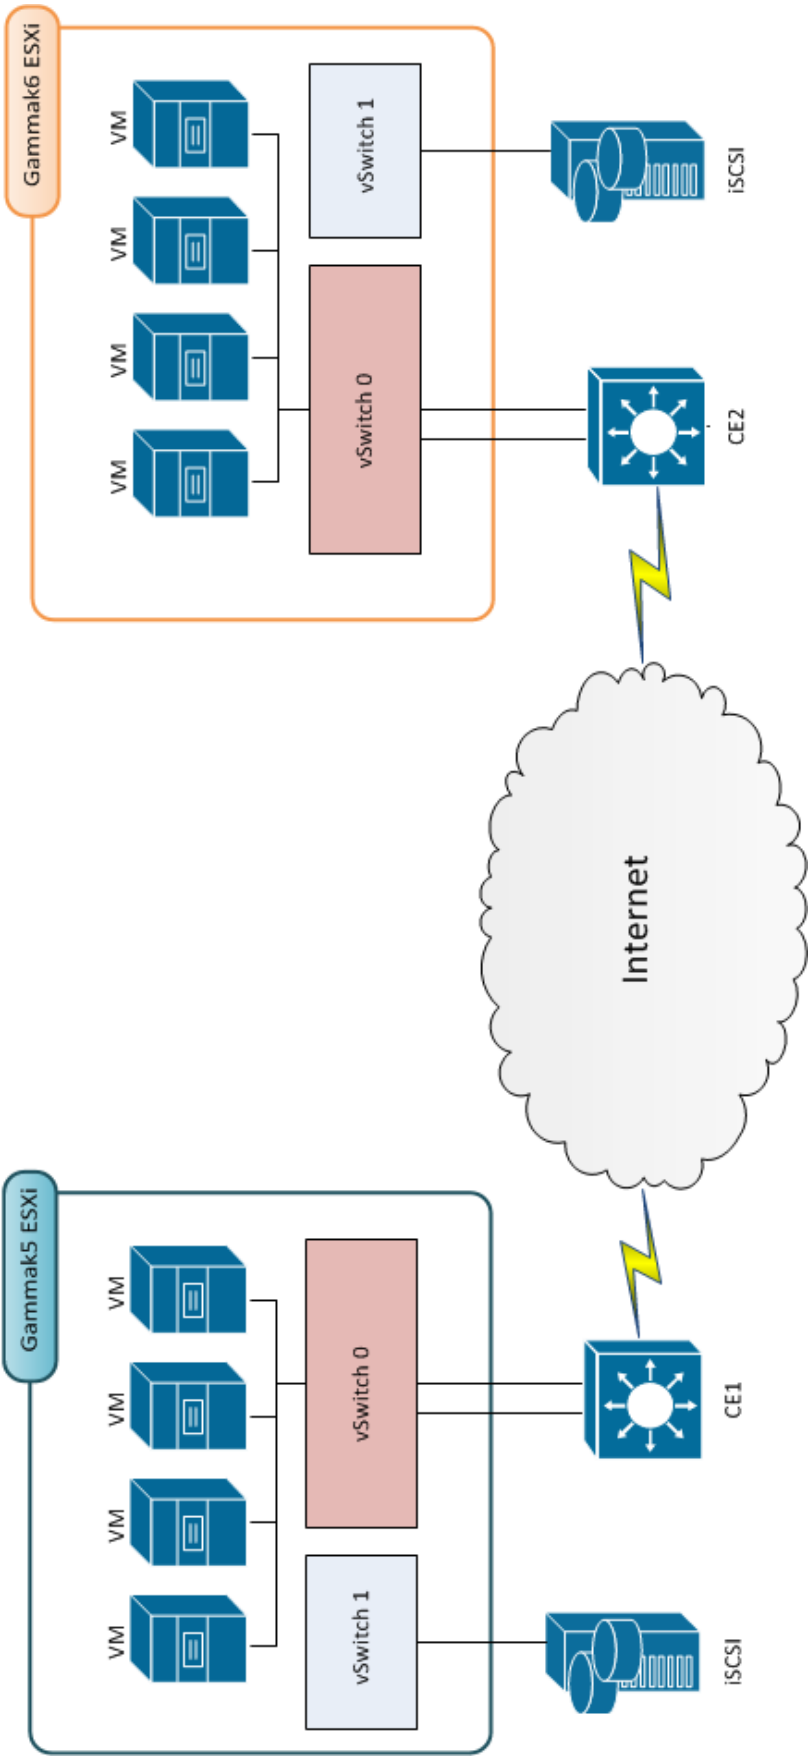 Gammak5 ESXi
VM
VM
VM
VM
vSwitch 1
vSwitch 0
iSCSI
CE1
Internet
Gammak6 ESXi
VM
VM
VM
VM
vSwitch 0
vSwitch 1
CE2
iSCSI